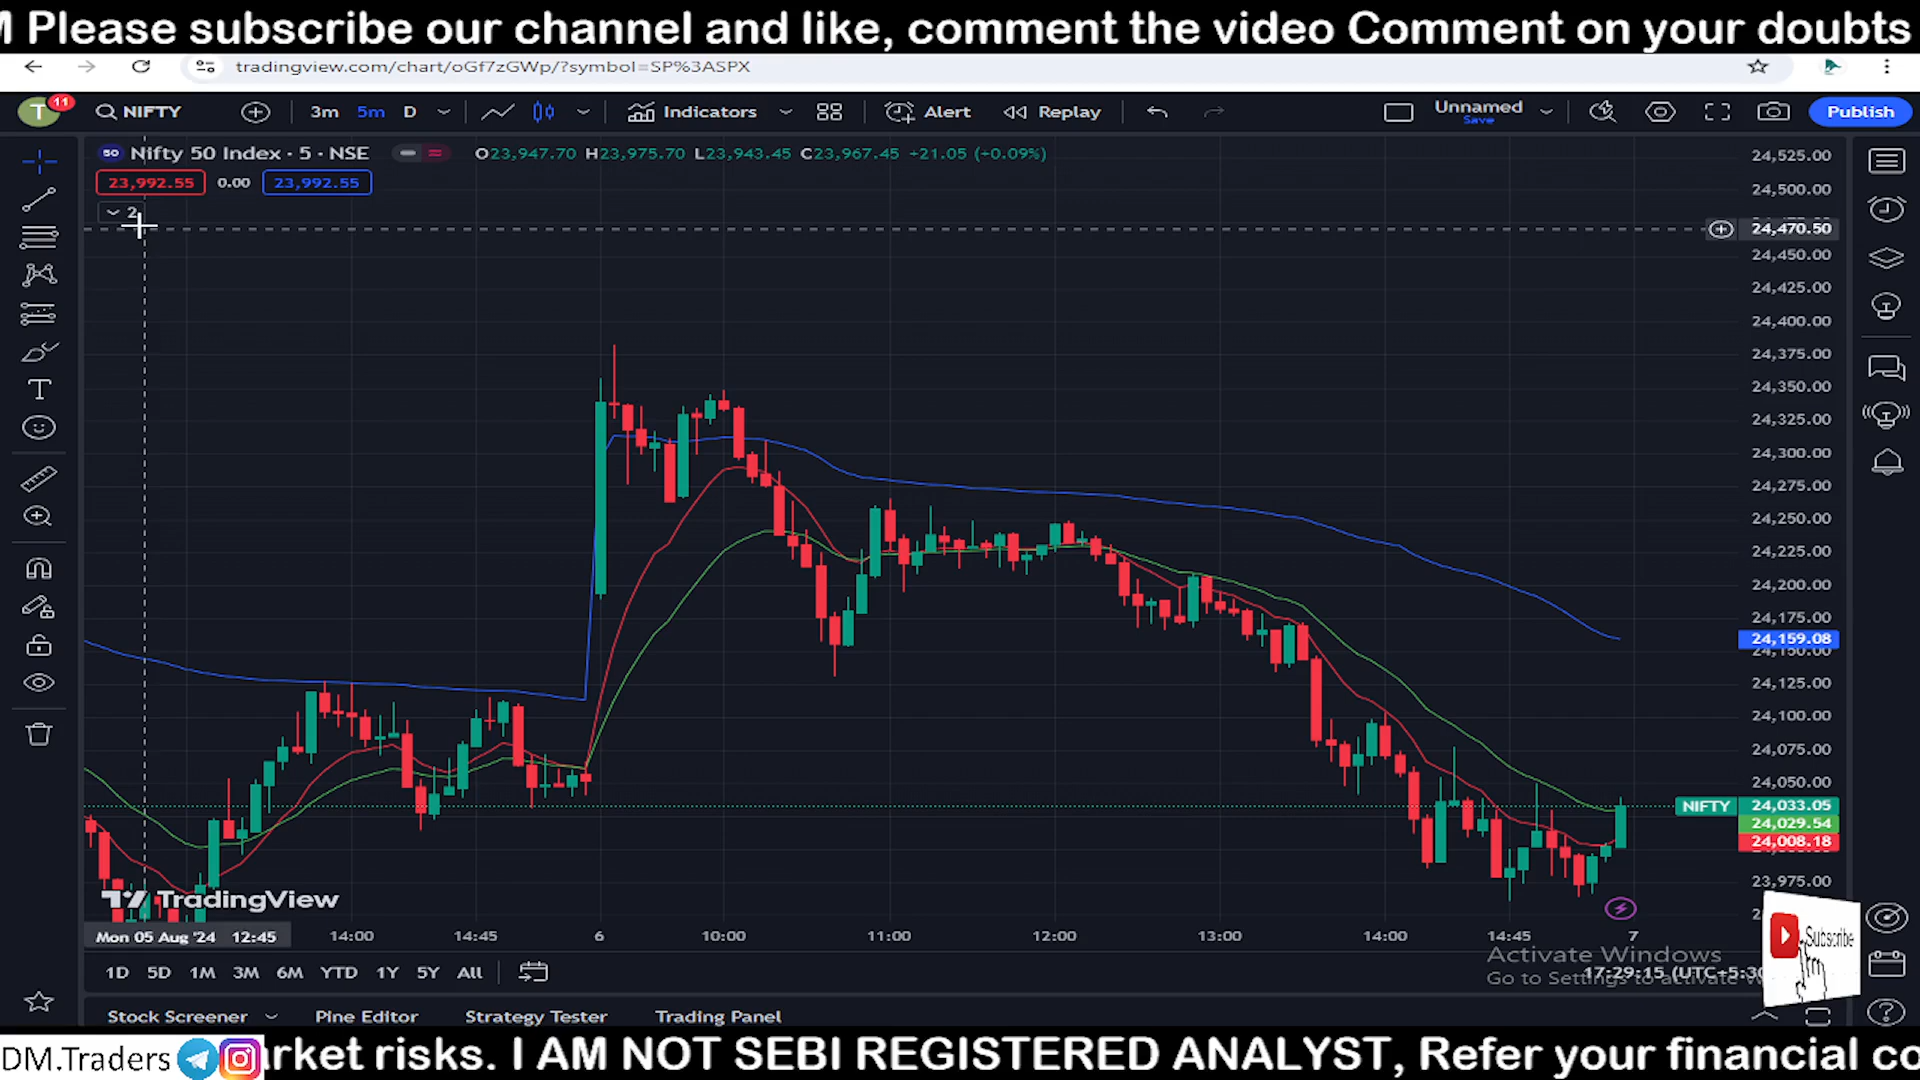 M Please subscribe our channel and like, comment the video Comment on your doubts
tradingview.com/chart/oGf7zGWp/?symbol=SP%3ASPX
T 11 NIFTY 3m 5m D Indicators Alert Replay Unnamed Save Publish
50 Nifty 50 Index · 5 · NSE O23,947.70 H23,975.70 L23,943.45 C23,967.45 +21.05 (+0.09%)
23,992.55 0.00 23,992.55
2
24,525.00
24,500.00
24,470.50
24,450.00
24,425.00
24,400.00
24,375.00
24,350.00
24,325.00
24,300.00
24,275.00
24,250.00
24,225.00
24,200.00
24,175.00
24,159.08
24,150.00
24,125.00
24,100.00
24,075.00
24,050.00
NIFTY 24,033.05
24,029.54
24,008.18
23,975.00
TradingView
Mon 05 Aug '24 12:45 14:00 14:45 6 10:00 11:00 12:00 13:00 14:00 14:45 7
Subscribe
Activate Windows
1D 5D 1M 3M 6M YTD 1Y 5Y All 17:29:15 (UTC+5:30
Go to Settings to activate
Stock Screener Pine Editor Strategy Tester Trading Panel
DM.Traders rket risks. I AM NOT SEBI REGISTERED ANALYST, Refer your financial co